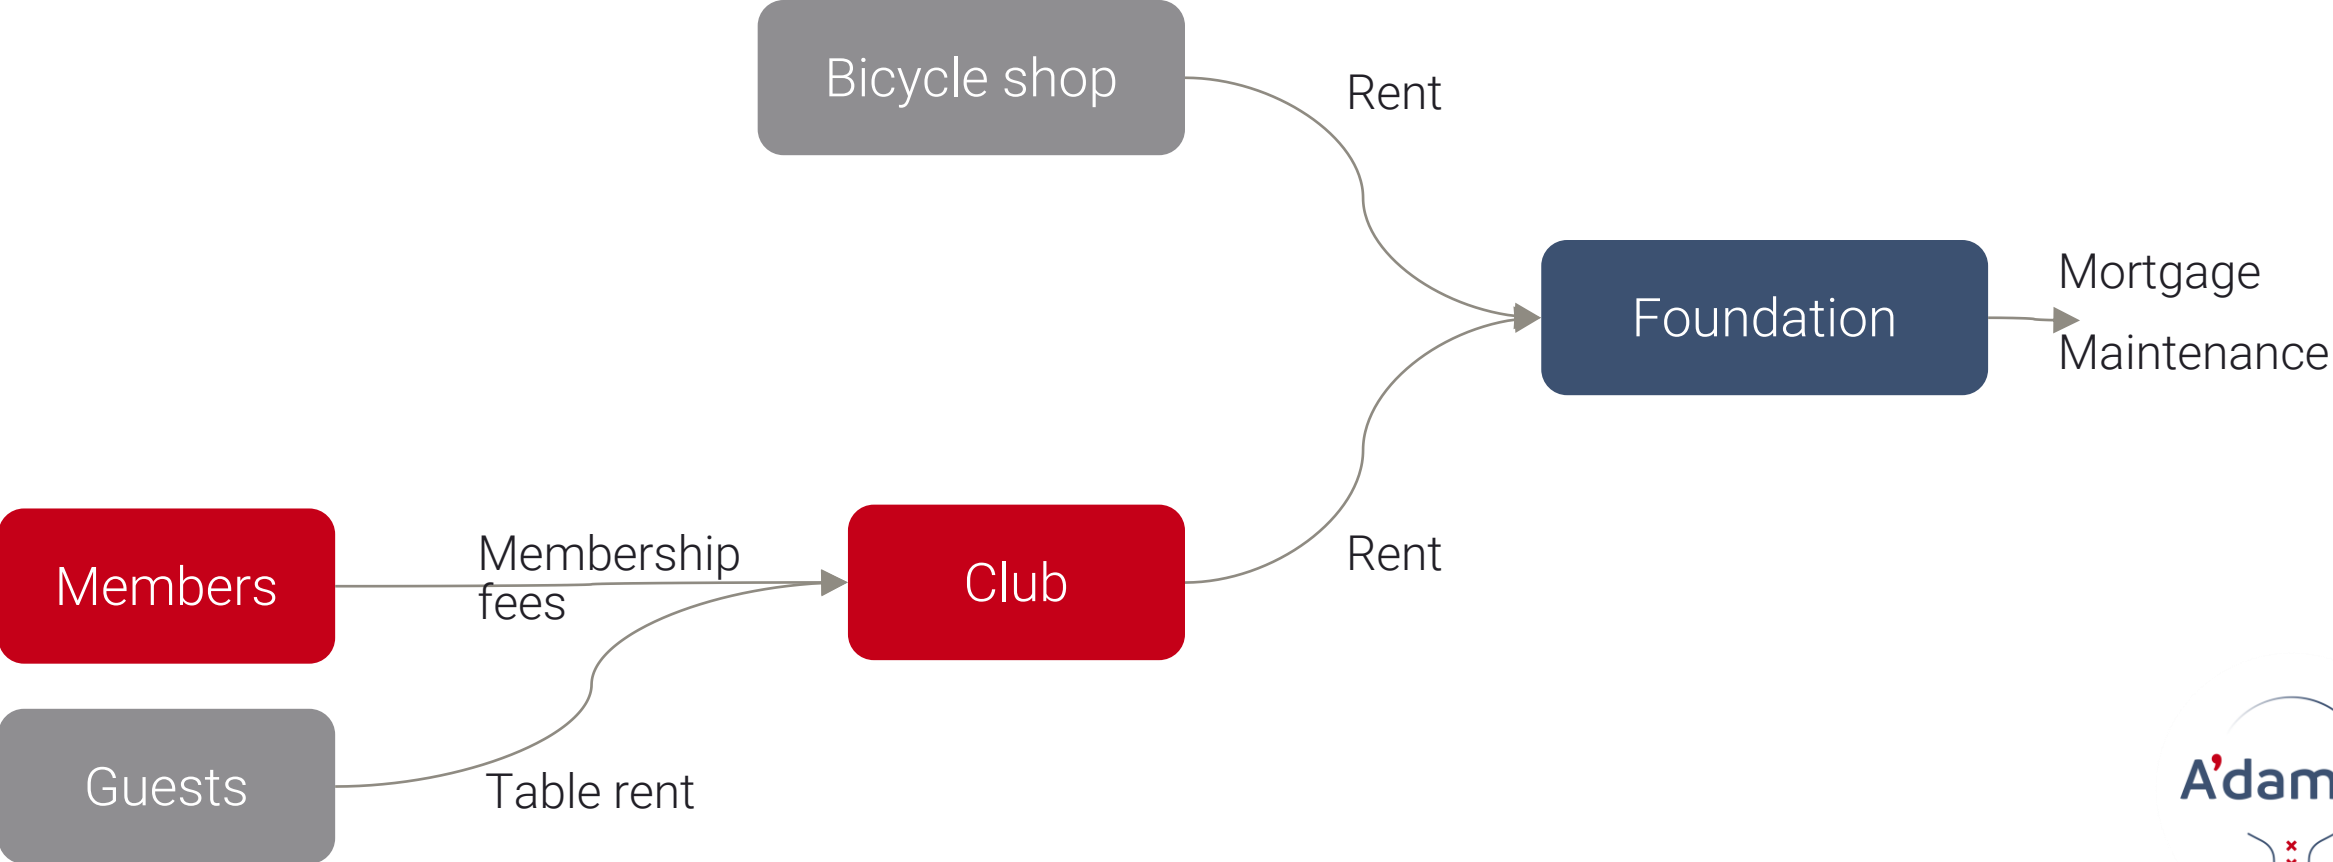 Bicycle shop
Rent
Foundation
Mortgage
Maintenance
Members
Membership
fees
Club
Rent
Guests
Table rent
A'dam